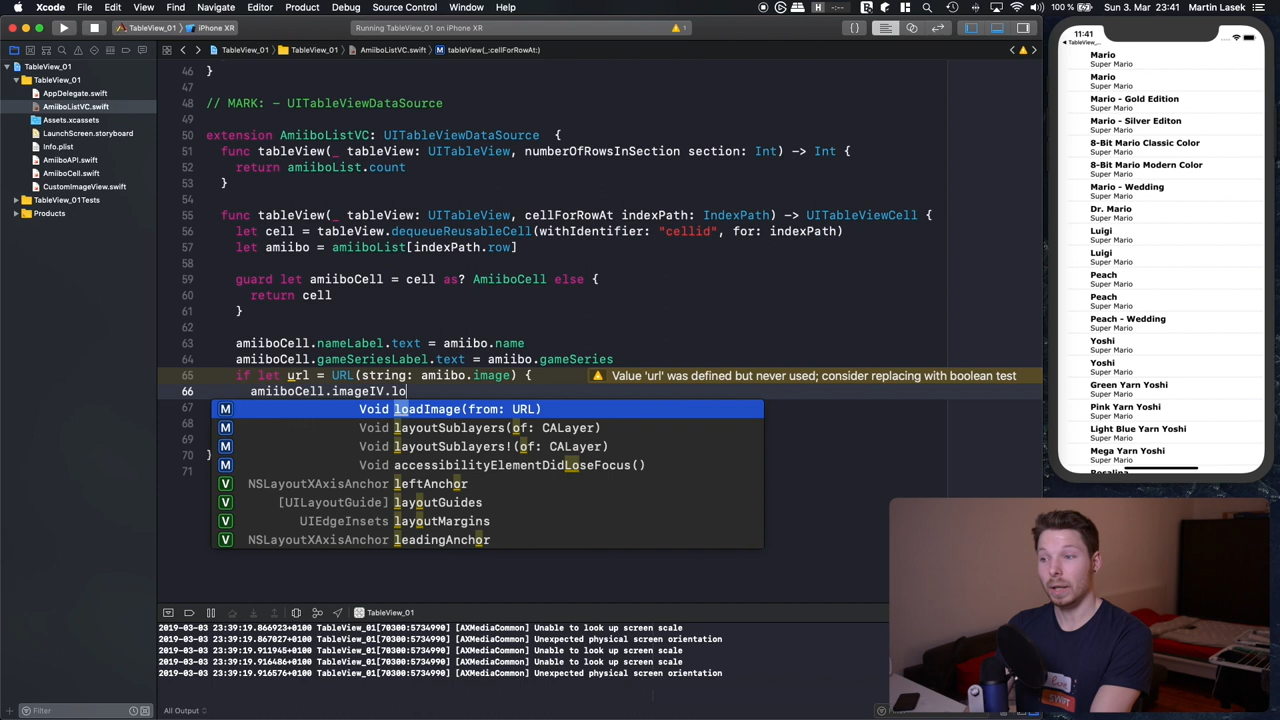 Xcode File Edit View Find Navigate Editor Product Debug Source Control Window Help
100 % Sun 3. Mar 23:41 Martin Lasek
TableView_01 iPhone XR
Running TableView_01 on iPhone XR
TableView_01 TableView_01 AmiiboListVC.swift tableView(_:cellForRowAt:)
TableView_01
TableView_01
AppDelegate.swift
AmiiboListVC.swift
Assets.xcassets
LaunchScreen.storyboard
Info.plist
AmiiboAPI.swift
AmiiboCell.swift
CustomImageView.swift
TableView_01Tests
Products
46 }
47
48 // MARK: - UITableViewDataSource
49
50 extension AmiiboListVC: UITableViewDataSource {
51 func tableView(_ tableView: UITableView, numberOfRowsInSection section: Int) -> Int {
52 return amiiboList.count
53 }
54
55 func tableView(_ tableView: UITableView, cellForRowAt indexPath: IndexPath) -> UITableViewCell {
56 let cell = tableView.dequeueReusableCell(withIdentifier: "cellid", for: indexPath)
57 let amiibo = amiiboList[indexPath.row]
58
59 guard let amiiboCell = cell as? AmiiboCell else {
60 return cell
61 }
62
63 amiiboCell.nameLabel.text = amiibo.name
64 amiiboCell.gameSeriesLabel.text = amiibo.gameSeries
65 if let url = URL(string: amiibo.image) { Value 'url' was defined but never used; consider replacing with boolean test
66 amiiboCell.imageIV.lo
67
68
69
70 }
71
M Void loadImage(from: URL)
M Void layoutSublayers(of: CALayer)
M Void layoutSublayers!(of: CALayer)
M Void accessibilityElementDidLoseFocus()
V NSLayoutXAxisAnchor leftAnchor
V [UILayoutGuide] layoutGuides
V UIEdgeInsets layoutMargins
V NSLayoutXAxisAnchor leadingAnchor
TableView_01
2019-03-03 23:39:19.866923+0100 TableView_01[70300:5734990] [AXMediaCommon] Unable to look up screen scale
2019-03-03 23:39:19.867027+0100 TableView_01[70300:5734990] [AXMediaCommon] Unexpected physical screen orientation
2019-03-03 23:39:19.911945+0100 TableView_01[70300:5734990] [AXMediaCommon] Unable to look up screen scale
2019-03-03 23:39:19.916486+0100 TableView_01[70300:5734990] [AXMediaCommon] Unable to look up screen scale
2019-03-03 23:39:19.916576+0100 TableView_01[70300:5734990] [AXMediaCommon] Unexpected physical screen orientation
Filter
All Output
11:41
TableView_...
Mario
Super Mario
Mario
Super Mario
Mario - Gold Edition
Super Mario
Mario - Silver Editon
Super Mario
8-Bit Mario Classic Color
Super Mario
8-Bit Mario Modern Color
Super Mario
Mario - Wedding
Super Mario
Dr. Mario
Super Mario
Luigi
Super Mario
Luigi
Super Mario
Peach
Super Mario
Peach
Super Mario
Peach - Wedding
Super Mario
Yoshi
Super Mario
Yoshi
Super Mario
Green Yarn Yoshi
Super Mario
Pink Yarn Yoshi
Super Mario
Light Blue Yarn Yoshi
Super Mario
Mega Yarn Yoshi
Super Mario
Rosalina
SWIFT